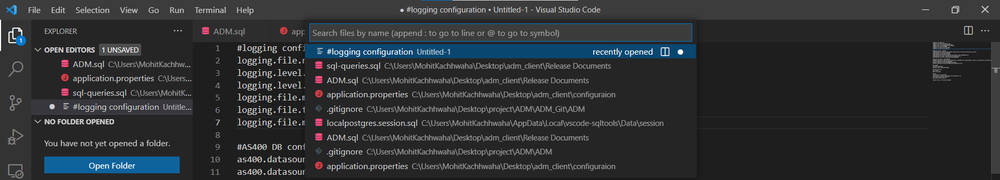 File Edit Selection View Go Run Terminal Help ● #logging configuration • Untitled-1 - Visual Studio Code
EXPLORER
OPEN EDITORS 1 UNSAVED
ADM.sql C:\Users\MohitKachhw...
application.properties C:\Users...
sql-queries.sql C:\Users\MohitK...
#logging configuration Untitle...
NO FOLDER OPENED
You have not yet opened a folder.
Open Folder
1
ADM.sql app
Search files by name (append : to go to line or @ to go to symbol)
#logging configuration Untitled-1 recently opened
sql-queries.sql C:\Users\MohitKachhwaha\Desktop\adm_client\Release Documents
ADM.sql C:\Users\MohitKachhwaha\Desktop\adm_client\Release Documents
application.properties C:\Users\MohitKachhwaha\Desktop\adm_client\configuraion
.gitignore C:\Users\MohitKachhwaha\Desktop\project\ADM\ADM_Git\ADM
localpostgres.session.sql C:\Users\MohitKachhwaha\AppData\Local\vscode-sqltools\Data\session
ADM.sql C:\Users\MohitKachhwaha\Desktop\adm_client\Release Documents
.gitignore C:\Users\MohitKachhwaha\Desktop\project\ADM\ADM
application.properties C:\Users\MohitKachhwaha\Desktop\adm_client\configuraion
1 #logging confi
2 logging.file.n
3 logging.level.
4 logging.level.
5 logging.file.m
6 logging.file.t
7 logging.file.m
8
9 #AS400 DB conf
10 as400.datasour
11 as400.datasour